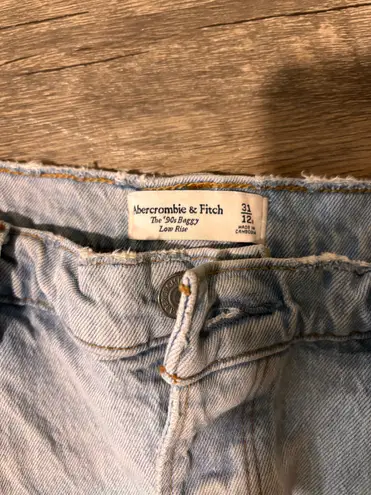 Abercrombie & Fitch
The '90s Baggy
Low Rise
31
12
MADE IN
CAMBODIA